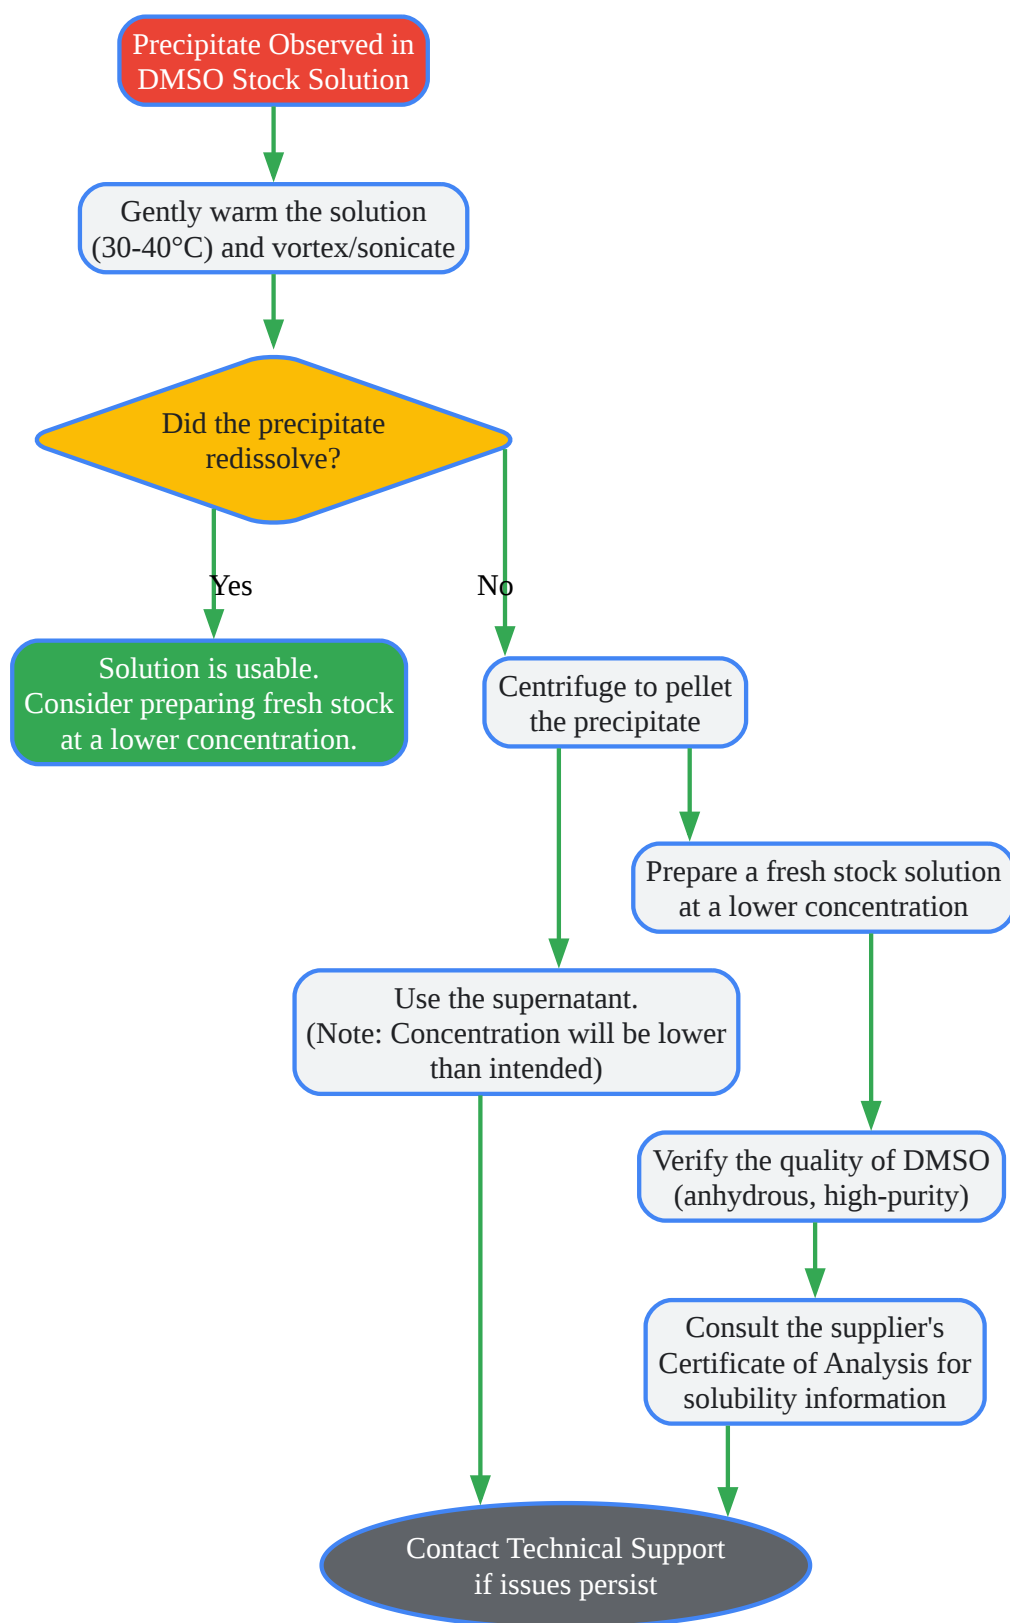 Precipitate Observed in
DMSO Stock Solution
Gently warm the solution
(30-40°C) and vortex/sonicate
Did the precipitate
redissolve?
Yes
No
Solution is usable.
Consider preparing fresh stock
at a lower concentration.
Centrifuge to pellet
the precipitate
Prepare a fresh stock solution
at a lower concentration
Use the supernatant.
(Note: Concentration will be lower
than intended)
Verify the quality of DMSO
(anhydrous, high-purity)
Consult the supplier's
Certificate of Analysis for
solubility information
Contact Technical Support
if issues persist